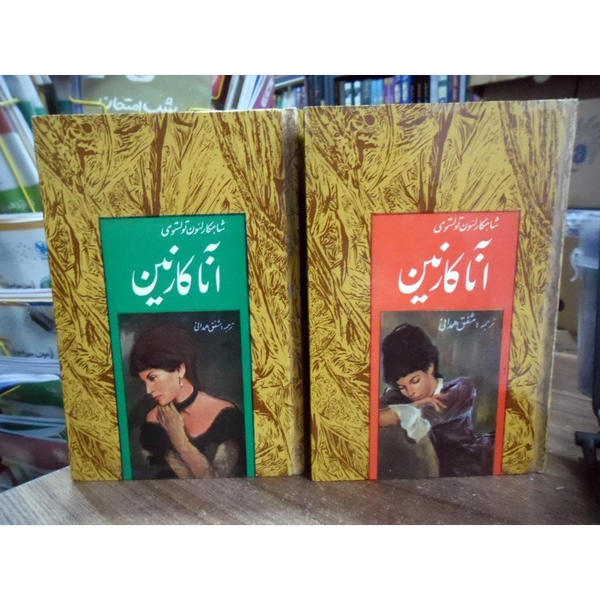 شب امتحان
شاهکار لئون تولستوی
آنا کارنین
ترجمه: مشفق همدانی
شاهکار لئون تولستوی
آنا کارنین
ترجمه: مشفق همدانی